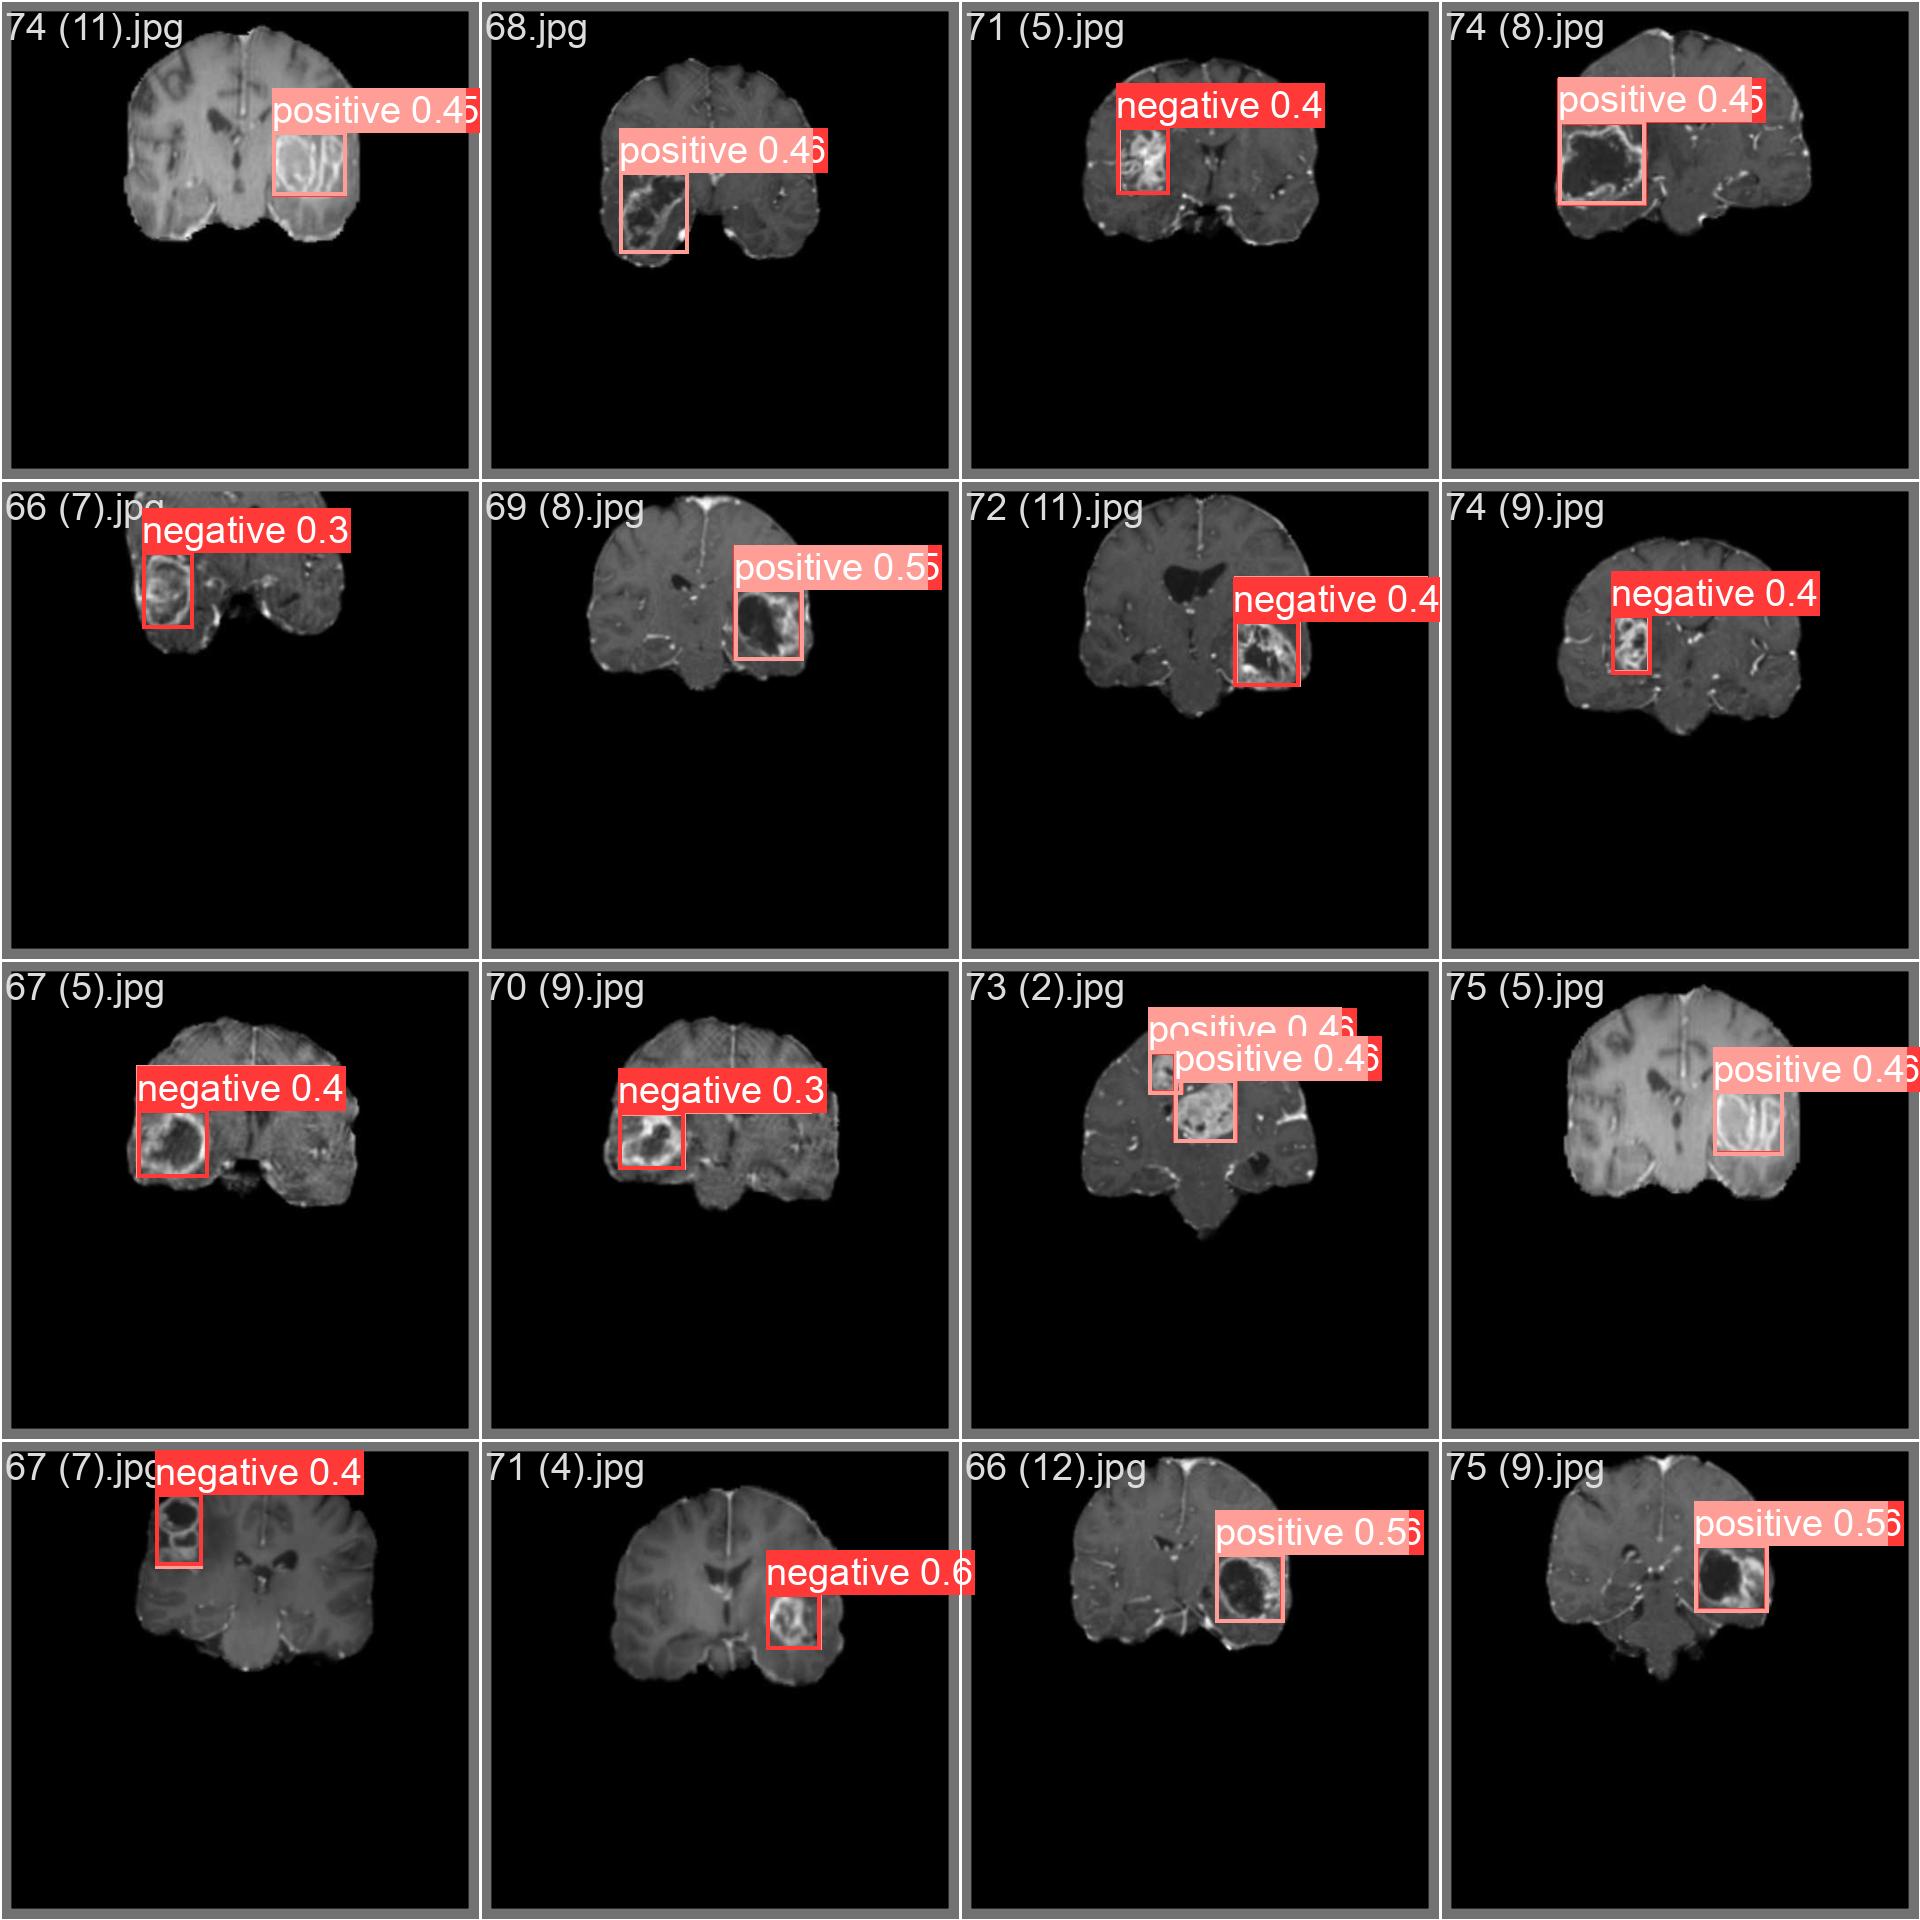 74 (11).jpg
positive 0.45
68.jpg
positive 0.46
71 (5).jpg
negative 0.4
74 (8).jpg
positive 0.45
66 (7).jpg
negative 0.3
69 (8).jpg
positive 0.55
72 (11).jpg
negative 0.4
74 (9).jpg
negative 0.4
67 (5).jpg
negative 0.4
70 (9).jpg
negative 0.3
73 (2).jpg
positive 0.46
positive 0.46
75 (5).jpg
positive 0.46
67 (7).jpg
negative 0.4
71 (4).jpg
negative 0.6
66 (12).jpg
positive 0.56
75 (9).jpg
positive 0.56